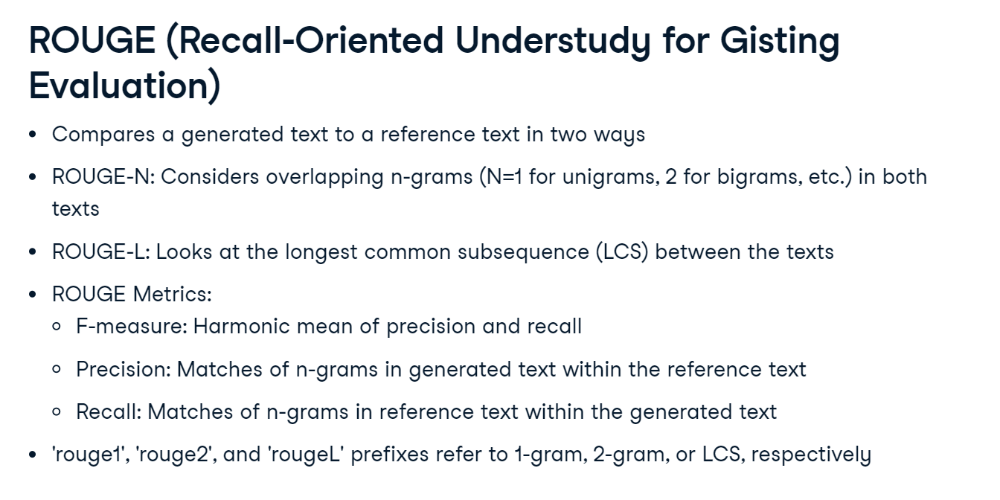 ROUGE (Recall-Oriented Understudy for Gisting
Evaluation)
• Compares a generated text to a reference text in two ways
• ROUGE-N: Considers overlapping n-grams (N=1 for unigrams, 2 for bigrams, etc.) in both
texts
• ROUGE-L: Looks at the longest common subsequence (LCS) between the texts
• ROUGE Metrics:
○ F-measure: Harmonic mean of precision and recall
○ Precision: Matches of n-grams in generated text within the reference text
○ Recall: Matches of n-grams in reference text within the generated text
• 'rouge1', 'rouge2', and 'rougeL' prefixes refer to 1-gram, 2-gram, or LCS, respectively